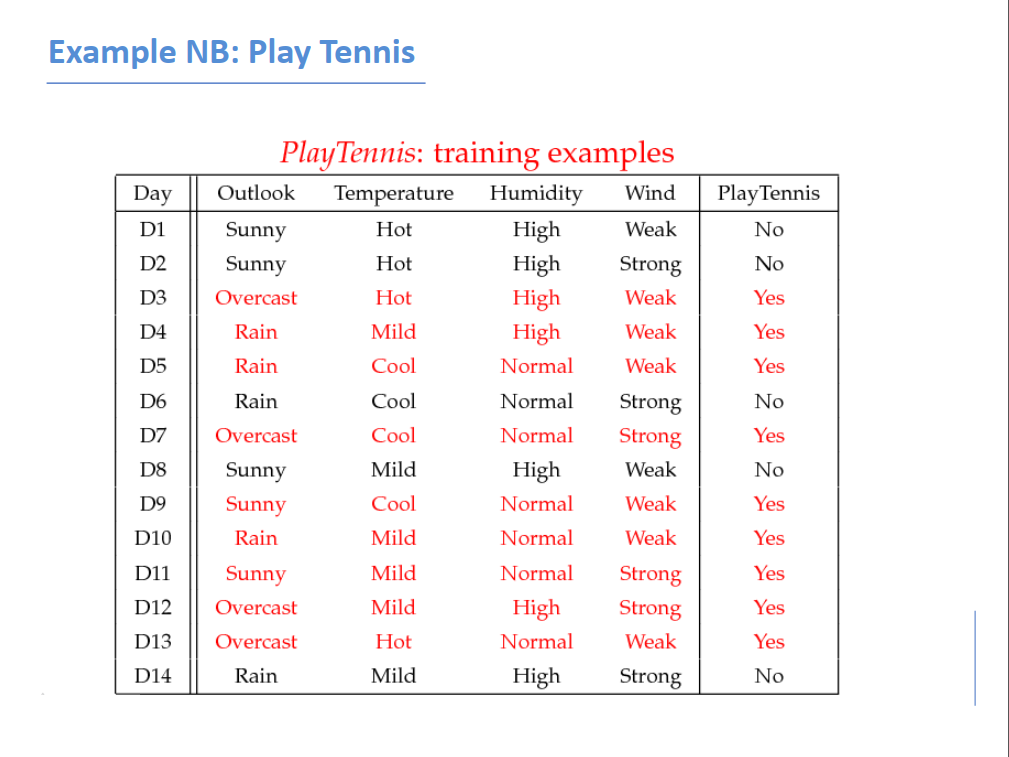 Example NB: Play Tennis
PlayTennis: training examples
Day Outlook Temperature Humidity Wind PlayTennis
D1 Sunny Hot High Weak No
D2 Sunny Hot High Strong No
D3 Overcast Hot High Weak Yes
D4 Rain Mild High Weak Yes
D5 Rain Cool Normal Weak Yes
D6 Rain Cool Normal Strong No
D7 Overcast Cool Normal Strong Yes
D8 Sunny Mild High Weak No
D9 Sunny Cool Normal Weak Yes
D10 Rain Mild Normal Weak Yes
D11 Sunny Mild Normal Strong Yes
D12 Overcast Mild High Strong Yes
D13 Overcast Hot Normal Weak Yes
D14 Rain Mild High Strong No